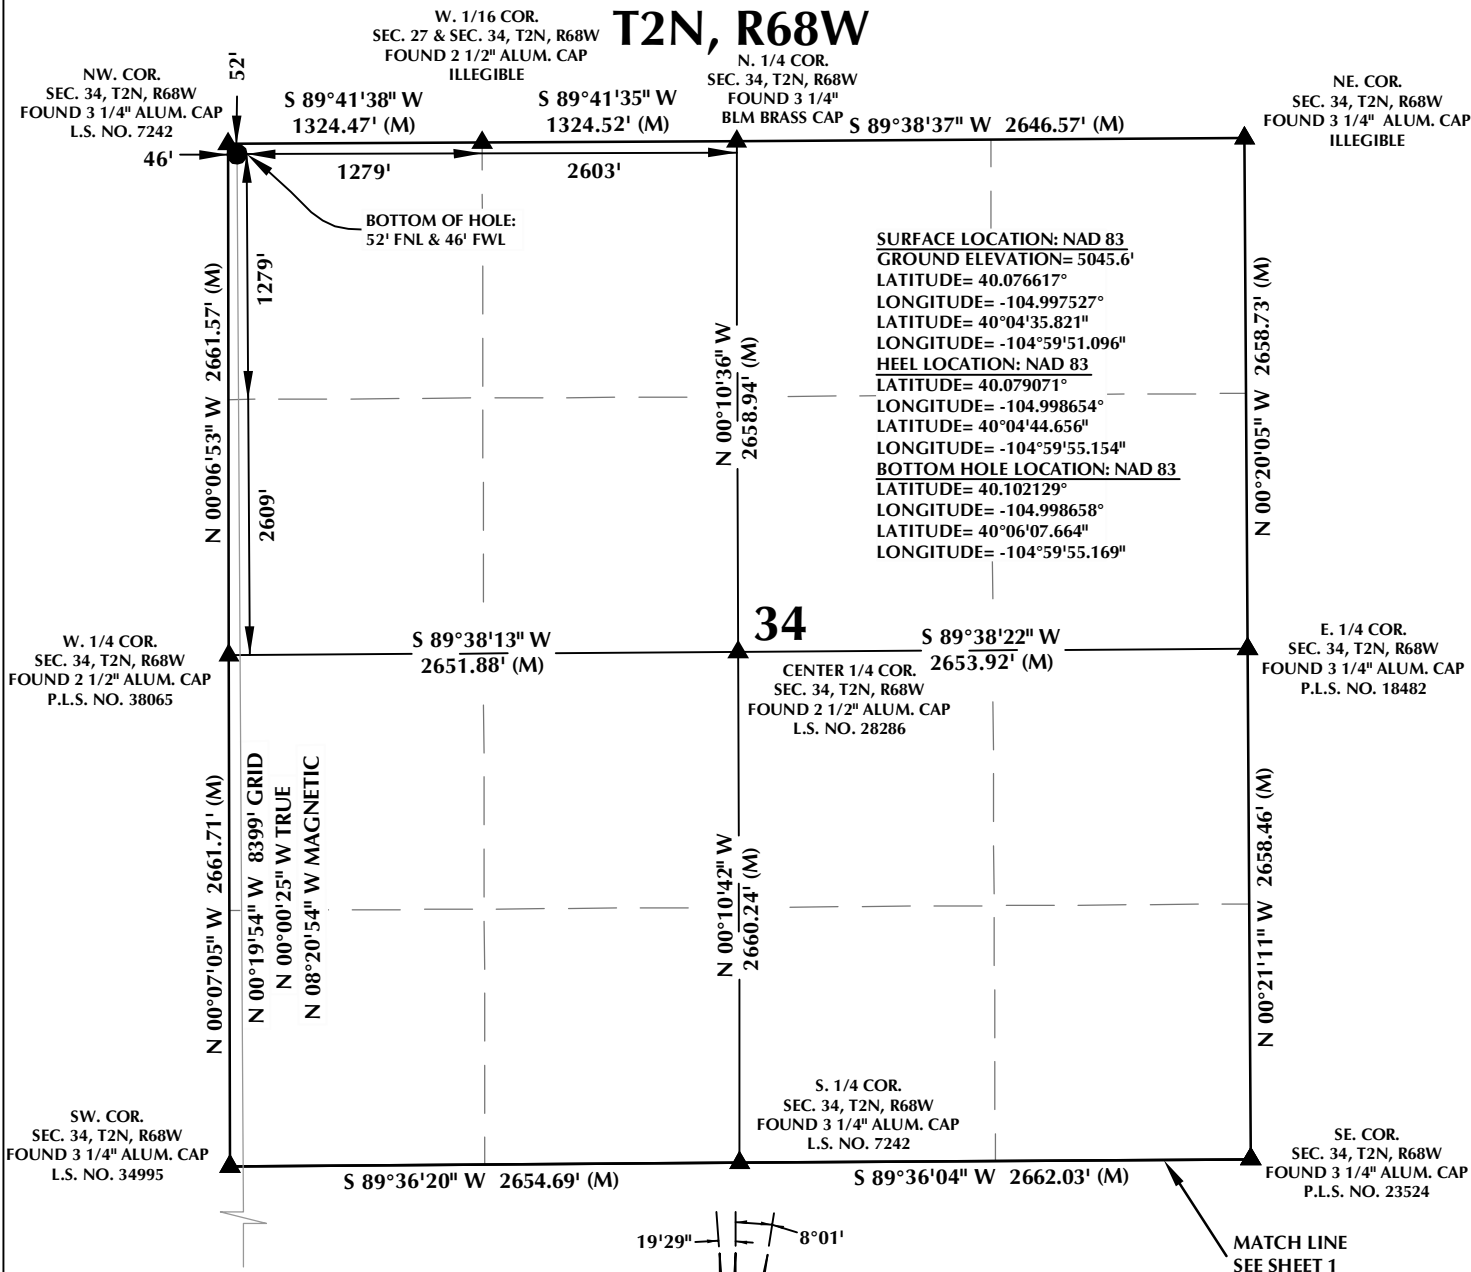 T2N, R68W
W. 1/16 COR.
SEC. 27 & SEC. 34, T2N, R68W
FOUND 2 1/2" ALUM. CAP
ILLEGIBLE
NW. COR.
SEC. 34, T2N, R68W
FOUND 3 1/4" ALUM. CAP
L.S. NO. 7242
52'
N. 1/4 COR.
SEC. 34, T2N, R68W
FOUND 3 1/4"
BLM BRASS CAP
NE. COR.
SEC. 34, T2N, R68W
FOUND 3 1/4" ALUM. CAP
ILLEGIBLE
S 89°41'38" W
1324.47' (M)
S 89°41'35" W
1324.52' (M)
S 89°38'37" W 2646.57' (M)
46'
1279'
2603'
BOTTOM OF HOLE:
52' FNL & 46' FWL
1279'
N 00°06'53" W 2661.57' (M)
2609'
N 00°10'36" W
2658.94' (M)
SURFACE LOCATION: NAD 83
GROUND ELEVATION= 5045.6'
LATITUDE= 40.076617°
LONGITUDE= -104.997527°
LATITUDE= 40°04'35.821"
LONGITUDE= -104°59'51.096"
HEEL LOCATION: NAD 83
LATITUDE= 40.079071°
LONGITUDE= -104.998654°
LATITUDE= 40°04'44.656"
LONGITUDE= -104°59'55.154"
BOTTOM HOLE LOCATION: NAD 83
LATITUDE= 40.102129°
LONGITUDE= -104.998658°
LATITUDE= 40°06'07.664"
LONGITUDE= -104°59'55.169"
N 00°20'05" W 2658.73' (M)
W. 1/4 COR.
SEC. 34, T2N, R68W
FOUND 2 1/2" ALUM. CAP
P.L.S. NO. 38065
S 89°38'13" W
2651.88' (M)
34
S 89°38'22" W
2653.92' (M)
CENTER 1/4 COR.
SEC. 34, T2N, R68W
FOUND 2 1/2" ALUM. CAP
L.S. NO. 28286
E. 1/4 COR.
SEC. 34, T2N, R68W
FOUND 3 1/4" ALUM. CAP
P.L.S. NO. 18482
N 00°07'05" W 2661.71' (M)
N 00°19'54" W 8399' GRID
N 00°00'25" W TRUE
N 08°20'54" W MAGNETIC
N 00°10'42" W
2660.24' (M)
N 00°21'11" W 2658.46' (M)
SW. COR.
SEC. 34, T2N, R68W
FOUND 3 1/4" ALUM. CAP
L.S. NO. 34995
S. 1/4 COR.
SEC. 34, T2N, R68W
FOUND 3 1/4" ALUM. CAP
L.S. NO. 7242
SE. COR.
SEC. 34, T2N, R68W
FOUND 3 1/4" ALUM. CAP
P.L.S. NO. 23524
S 89°36'20" W 2654.69' (M)
S 89°36'04" W 2662.03' (M)
19'29"
8°01'
MATCH LINE
SEE SHEET 1